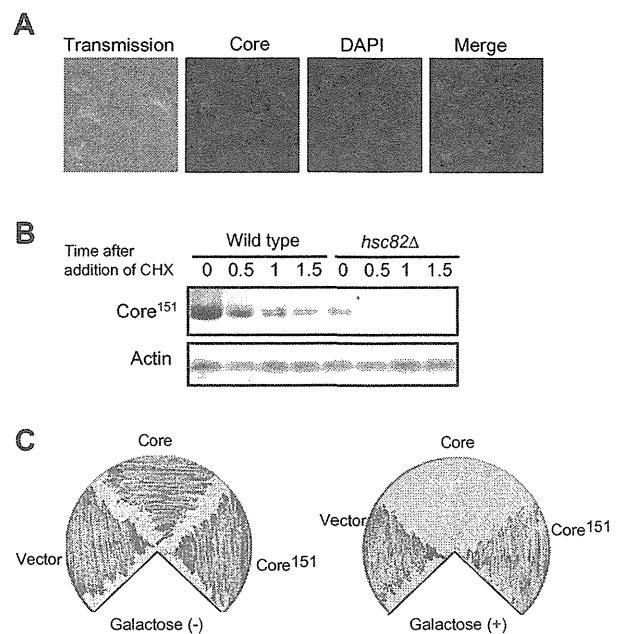 A
Transmission Core DAPI Merge
B
Time after addition of CHX
Wild type hsc82Δ
0 0.5 1 1.5 0 0.5 1 1.5
Core151
Actin
C
Core
Vector
Core151
Galactose (-)
Core
Vector
Core151
Galactose (+)